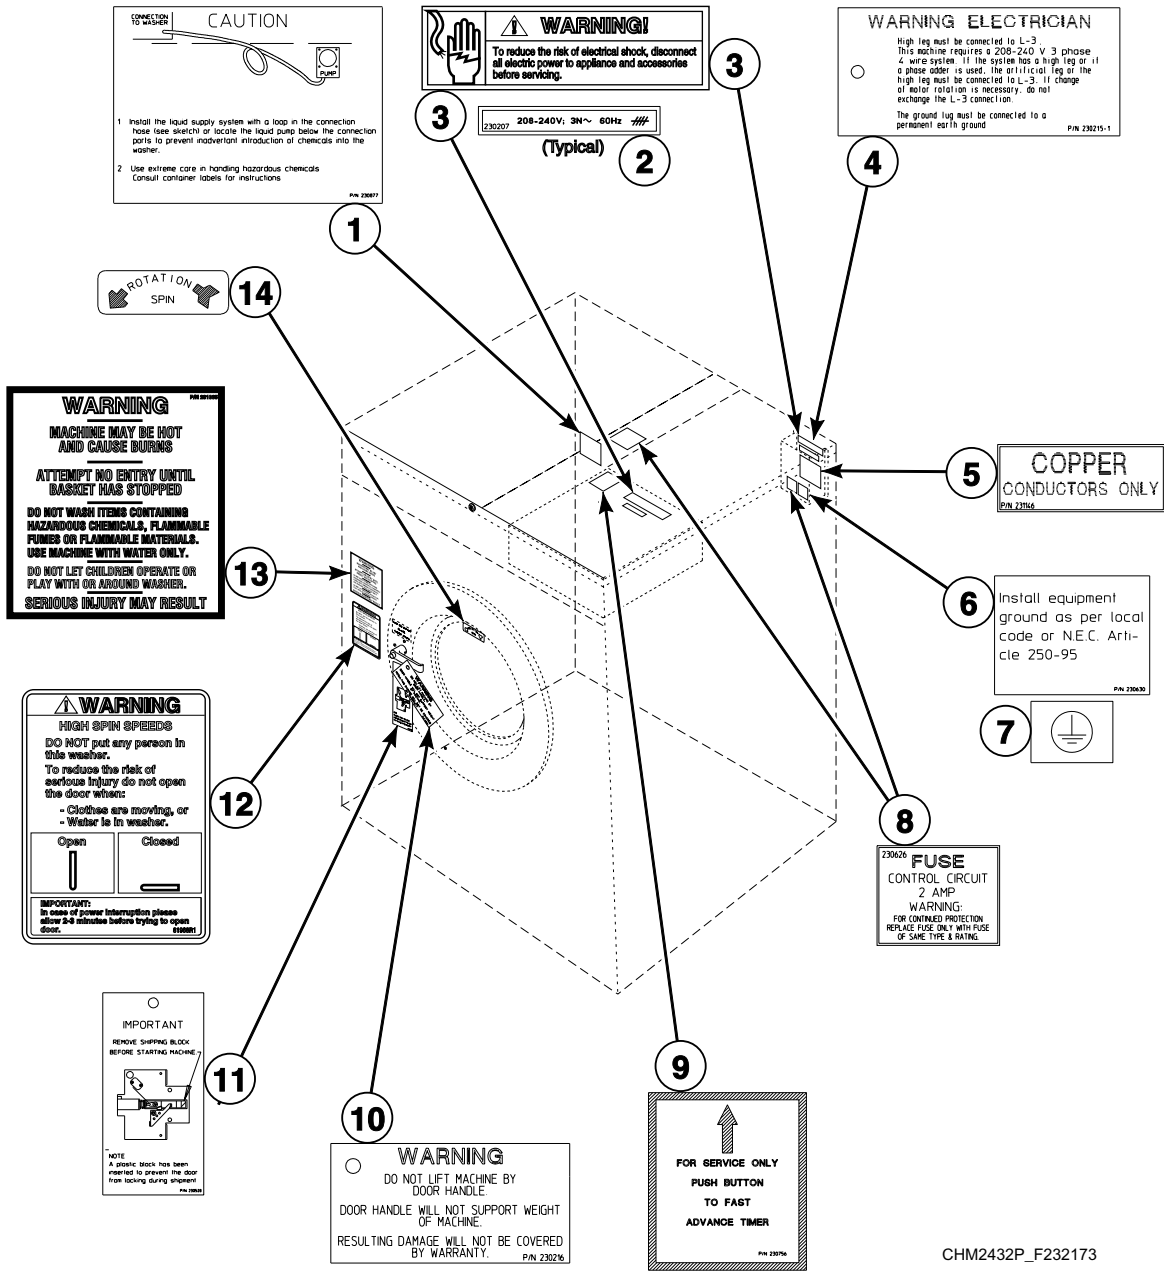 CONNECTION
TO WASHER
CAUTION
PUMP
1 Install the liquid supply system with a loop in the connection
hose (see sketch) or locate the liquid pump below the connection
ports to prevent inadvertant introduction of chemicals into the
washer.
2 Use extreme care in handling hazardous chemicals
Consult container labels for instructions
P/N 230877
1
WARNING!
To reduce the risk of electrical shock, disconnect
all electric power to appliance and accessories
before servicing.
3
3
230207 208-240V; 3N~ 60Hz
(Typical)
2
WARNING ELECTRICIAN
High leg must be connected to L-3.
This machine requires a 208-240 V 3 phase
4 wire system. If the system has a high leg or if
a phase adder is used, the artificial leg or the
high leg must be connected to L-3. If change
of motor rotation is necessary, do not
exchange the L-3 connection.
The ground lug must be connected to a
permanent earth ground
P/N 230215-1
4
ROTATION
SPIN
14
WARNING
MACHINE MAY BE HOT
AND CAUSE BURNS
ATTEMPT NO ENTRY UNTIL
BASKET HAS STOPPED
DO NOT WASH ITEMS CONTAINING
HAZARDOUS CHEMICALS, FLAMMABLE
FUMES OR FLAMMABLE MATERIALS.
USE MACHINE WITH WATER ONLY.
DO NOT LET CHILDREN OPERATE OR
PLAY WITH OR AROUND WASHER.
SERIOUS INJURY MAY RESULT
13
5
COPPER
CONDUCTORS ONLY
P/N 231146
6
Install equipment
ground as per local
code or N.E.C. Arti-
cle 250-95
P/N 230630
7
WARNING
HIGH SPIN SPEEDS
DO NOT put any person in
this washer.
To reduce the risk of
serious injury do not open
the door when:
- Clothes are moving, or
- Water is in washer.
Open
Closed
IMPORTANT:
In case of power interruption please
allow 2-3 minutes before trying to open
door.
12
8
230626 FUSE
CONTROL CIRCUIT
2 AMP
WARNING:
FOR CONTINUED PROTECTION
REPLACE FUSE ONLY WITH FUSE
OF SAME TYPE & RATING.
IMPORTANT
REMOVE SHIPPING BLOCK
BEFORE STARTING MACHINE
NOTE
A plastic block has been
inserted to prevent the door
from locking during shipment
11
10
WARNING
DO NOT LIFT MACHINE BY
DOOR HANDLE.
DOOR HANDLE WILL NOT SUPPORT WEIGHT
OF MACHINE.
RESULTING DAMAGE WILL NOT BE COVERED
BY WARRANTY.
P/N 230216
9
FOR SERVICE ONLY
PUSH BUTTON
TO FAST
ADVANCE TIMER
P/N 230756
CHM2432P_F232173